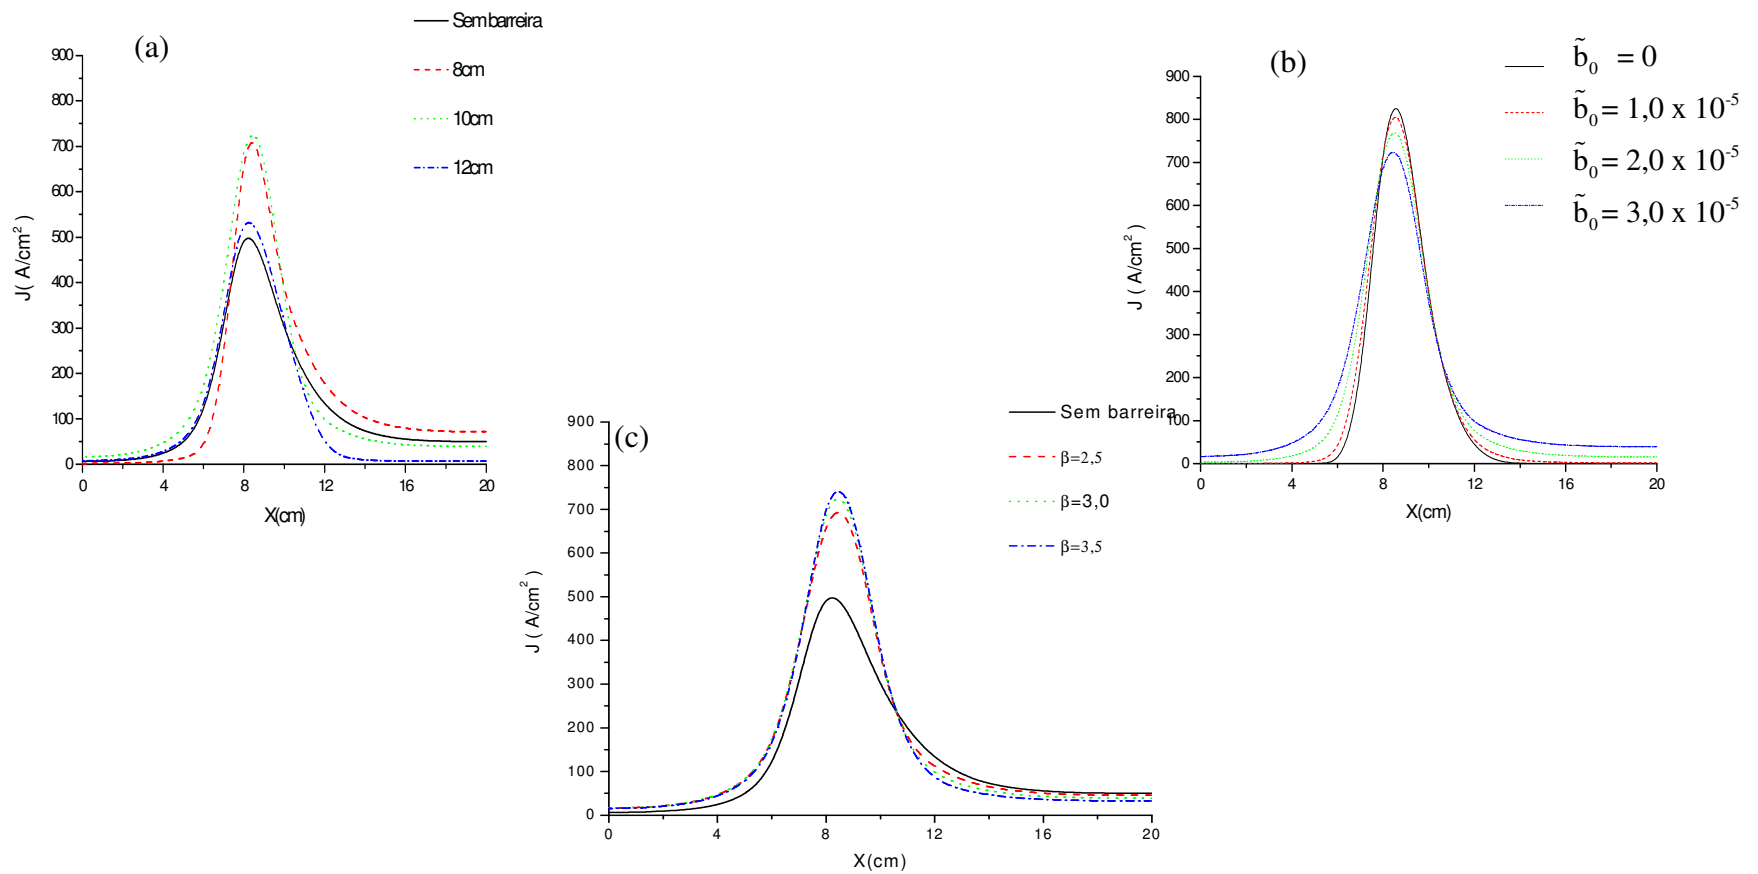 (a)
Sem barreira
8cm
10cm
12cm
900
800
700
600
500
400
300
200
100
0
J( A/cm²)
0 4 8 12 16 20
X(cm)
(b)
b̃₀ = 0
b̃₀ = 1,0 x 10⁻⁵
b̃₀ = 2,0 x 10⁻⁵
b̃₀ = 3,0 x 10⁻⁵
900
800
700
600
500
400
300
200
100
0
J ( A/cm²)
0 4 8 12 16 20
X(cm)
(c)
Sem barreira
β=2,5
β=3,0
β=3,5
900
800
700
600
500
400
300
200
100
0
J ( A/cm²)
0 4 8 12 16 20
X(cm)